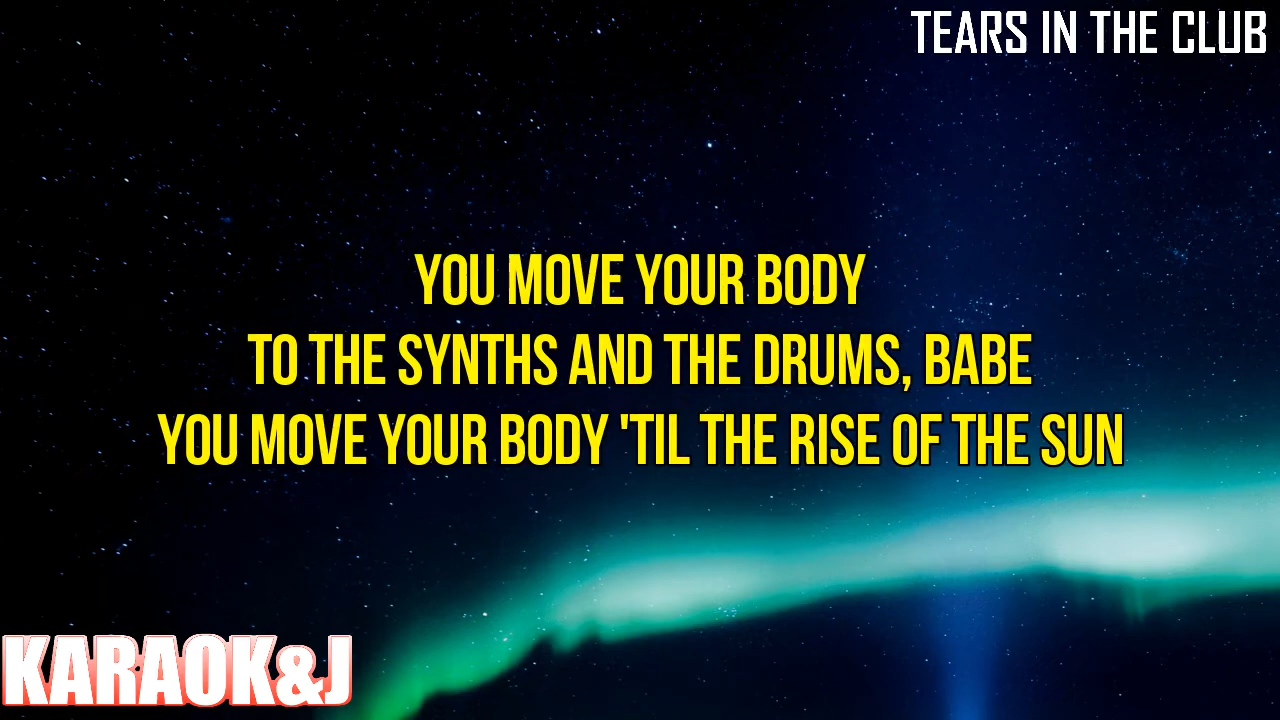 TEARS IN THE CLUB
YOU MOVE YOUR BODY
TO THE SYNTHS AND THE DRUMS, BABE
YOU MOVE YOUR BODY 'TIL THE RISE OF THE SUN
KARAOK&J